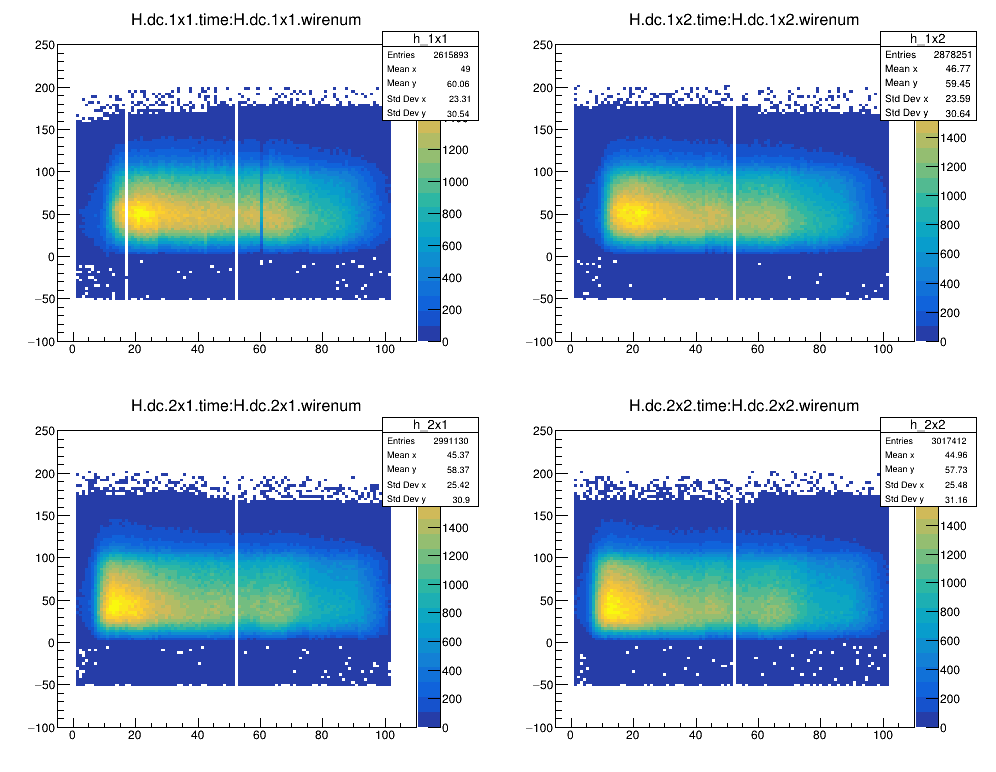 H.dc.1x1.time:H.dc.1x1.wirenum
h_1x1
Entries 2615893
Mean x 49
Mean y 60.06
Std Dev x 23.31
Std Dev y 30.54
250
200
150
100
50
0
−50
−100
0 20 40 60 80 100
1400
1200
1000
800
600
400
200
0
H.dc.1x2.time:H.dc.1x2.wirenum
h_1x2
Entries 2878251
Mean x 46.77
Mean y 59.45
Std Dev x 23.59
Std Dev y 30.64
250
200
150
100
50
0
−50
−100
0 20 40 60 80 100
1400
1200
1000
800
600
400
200
0
H.dc.2x1.time:H.dc.2x1.wirenum
h_2x1
Entries 2991130
Mean x 45.37
Mean y 58.37
Std Dev x 25.42
Std Dev y 30.9
250
200
150
100
50
0
−50
−100
0 20 40 60 80 100
1400
1200
1000
800
600
400
200
0
H.dc.2x2.time:H.dc.2x2.wirenum
h_2x2
Entries 3017412
Mean x 44.96
Mean y 57.73
Std Dev x 25.48
Std Dev y 31.16
250
200
150
100
50
0
−50
−100
0 20 40 60 80 100
1400
1200
1000
800
600
400
200
0